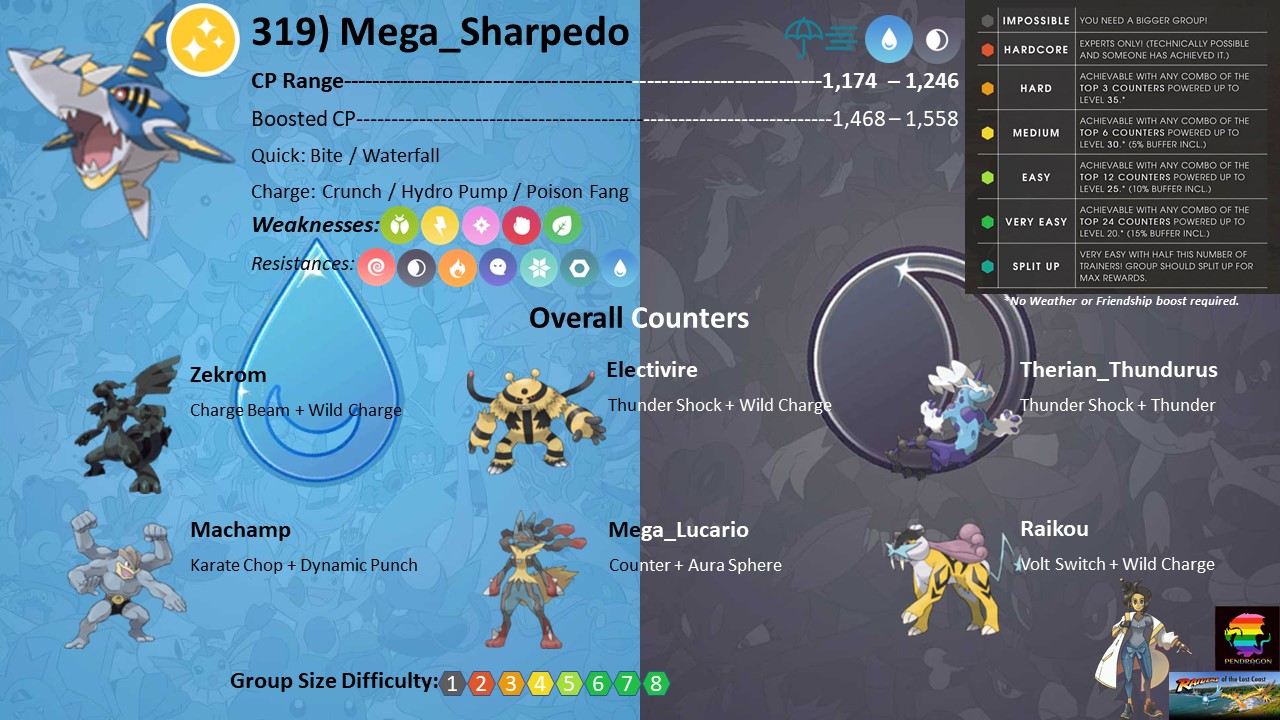 319) Mega_Sharpedo
CP Range--------------------------------------------------------------------1,174 – 1,246
Boosted CP--------------------------------------------------------------------1,468 – 1,558
Quick: Bite / Waterfall
Charge: Crunch / Hydro Pump / Poison Fang
Weaknesses:
Resistances:
IMPOSSIBLE YOU NEED A BIGGER GROUP!
HARDCORE EXPERTS ONLY! (TECHNICALLY POSSIBLE
AND SOMEONE HAS ACHIEVED IT.)
HARD ACHIEVABLE WITH ANY COMBO OF THE
TOP 3 COUNTERS POWERED UP TO
LEVEL 35.*
MEDIUM ACHIEVABLE WITH ANY COMBO OF THE
TOP 6 COUNTERS POWERED UP TO
LEVEL 30.* (5% BUFFER INCL.)
EASY ACHIEVABLE WITH ANY COMBO OF THE
TOP 12 COUNTERS POWERED UP TO
LEVEL 25.* (10% BUFFER INCL.)
VERY EASY ACHIEVABLE WITH ANY COMBO OF THE
TOP 24 COUNTERS POWERED UP TO
LEVEL 20.* (15% BUFFER INCL.)
SPLIT UP VERY EASY WITH HALF THIS NUMBER OF
TRAINERS! GROUP SHOULD SPLIT UP FOR
MAX REWARDS.
*No Weather or Friendship boost required.
Overall Counters
Zekrom
Charge Beam + Wild Charge
Electivire
Thunder Shock + Wild Charge
Therian_Thundurus
Thunder Shock + Thunder
Machamp
Karate Chop + Dynamic Punch
Mega_Lucario
Counter + Aura Sphere
Raikou
Volt Switch + Wild Charge
Group Size Difficulty: 1 2 3 4 5 6 7 8
PENDRAGON
RAIDERS of the Lost Coast